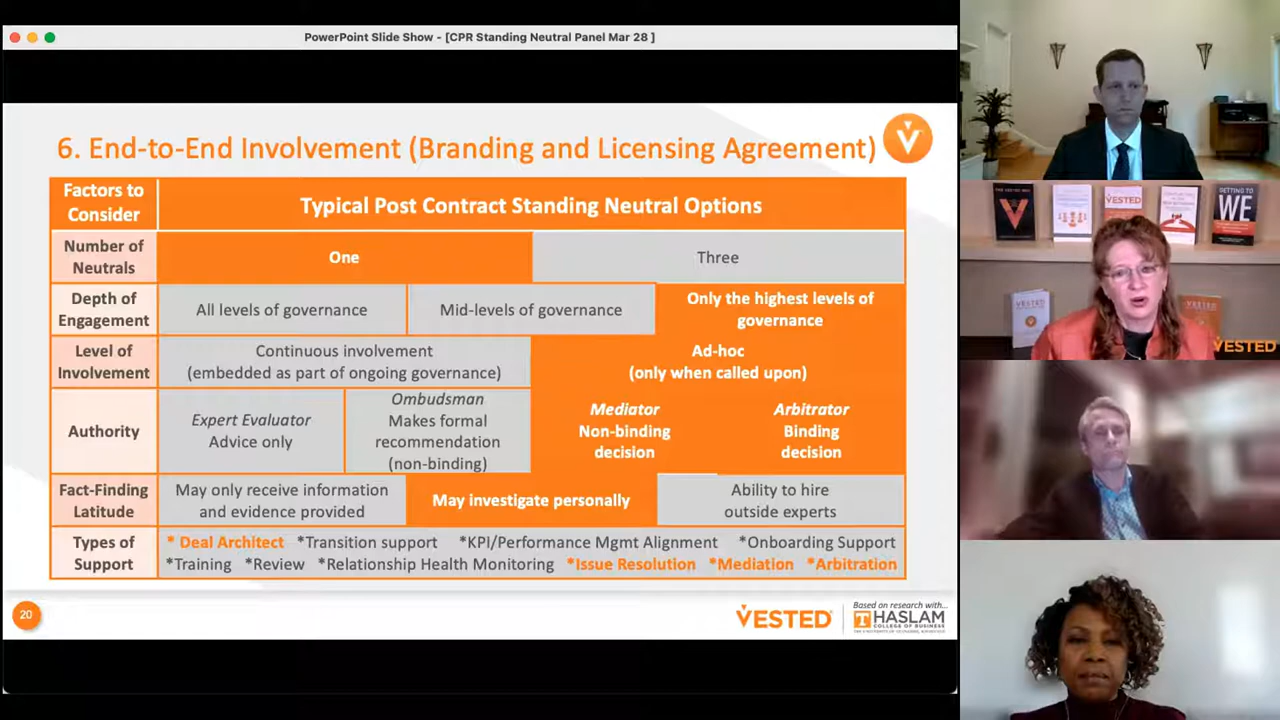 PowerPoint Slide Show - [CPR Standing Neutral Panel Mar 28 ]
6. End-to-End Involvement (Branding and Licensing Agreement)
Factors to
Consider
Typical Post Contract Standing Neutral Options
Number of
Neutrals
One
Three
Depth of
Engagement
All levels of governance
Mid-levels of governance
Only the highest levels of
governance
Level of
Involvement
Continuous involvement
(embedded as part of ongoing governance)
Ad-hoc
(only when called upon)
Authority
Expert Evaluator
Advice only
Ombudsman
Makes formal
recommendation
(non-binding)
Mediator
Non-binding
decision
Arbitrator
Binding
decision
Fact-Finding
Latitude
May only receive information
and evidence provided
May investigate personally
Ability to hire
outside experts
Types of
Support
* Deal Architect *Transition support *KPI/Performance Mgmt Alignment *Onboarding Support
*Training *Review *Relationship Health Monitoring *Issue Resolution *Mediation *Arbitration
20
VESTED
Based on research with...
T HASLAM
COLLEGE OF BUSINESS
VESTED
GETTING TO
WE
VESTED
VESTED